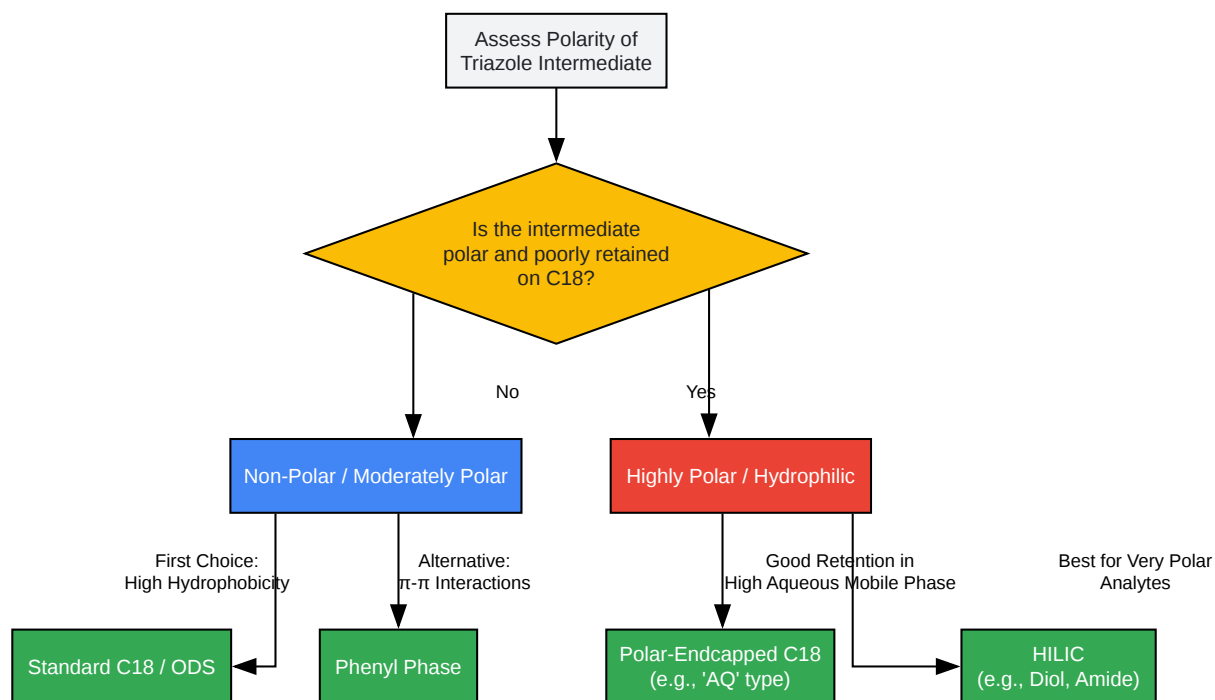 Assess Polarity of
Triazole Intermediate
Is the intermediate
polar and poorly retained
on C18?
No
Yes
Non-Polar / Moderately Polar
Highly Polar / Hydrophilic
First Choice:
High Hydrophobicity
Alternative:
π-π Interactions
Good Retention in
High Aqueous Mobile Phase
Best for Very Polar
Analytes
Standard C18 / ODS
Phenyl Phase
Polar-Endcapped C18
(e.g., 'AQ' type)
HILIC
(e.g., Diol, Amide)